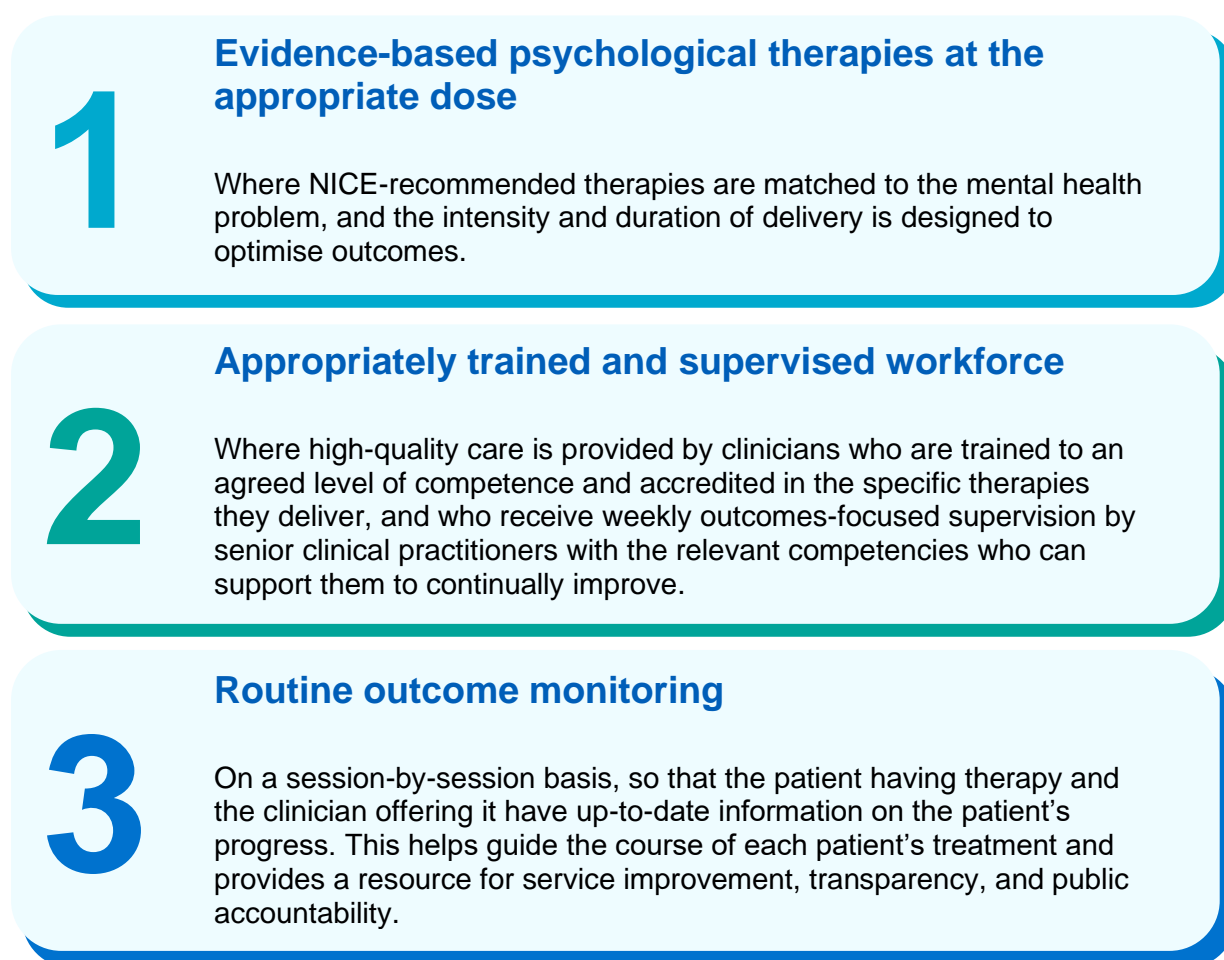 1
Evidence-based psychological therapies at the
appropriate dose
Where NICE-recommended therapies are matched to the mental health
problem, and the intensity and duration of delivery is designed to
optimise outcomes.
2
Appropriately trained and supervised workforce
Where high-quality care is provided by clinicians who are trained to an
agreed level of competence and accredited in the specific therapies
they deliver, and who receive weekly outcomes-focused supervision by
senior clinical practitioners with the relevant competencies who can
support them to continually improve.
3
Routine outcome monitoring
On a session-by-session basis, so that the patient having therapy and
the clinician offering it have up-to-date information on the patient’s
progress. This helps guide the course of each patient’s treatment and
provides a resource for service improvement, transparency, and public
accountability.